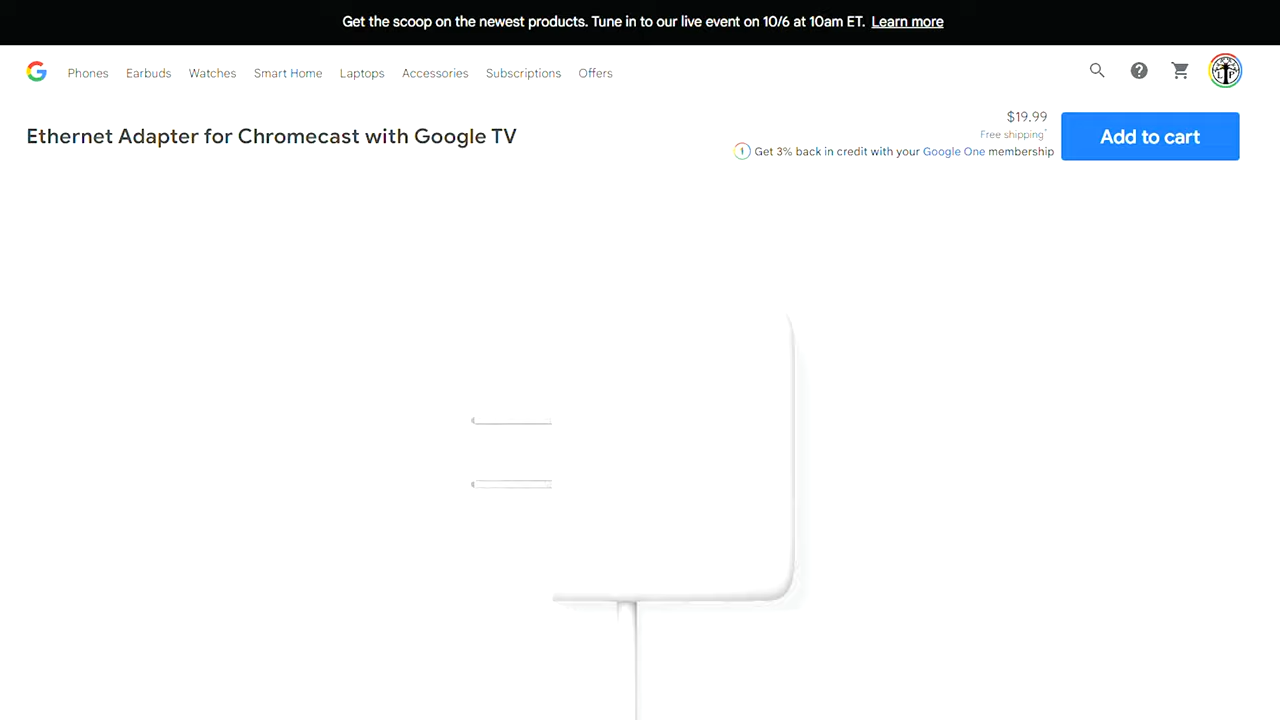 Get the scoop on the newest products. Tune in to our live event on 10/6 at 10am ET. Learn more
Phones Earbuds Watches Smart Home Laptops Accessories Subscriptions Offers
Ethernet Adapter for Chromecast with Google TV
$19.99
Free shipping*
Get 3% back in credit with your Google One membership
Add to cart